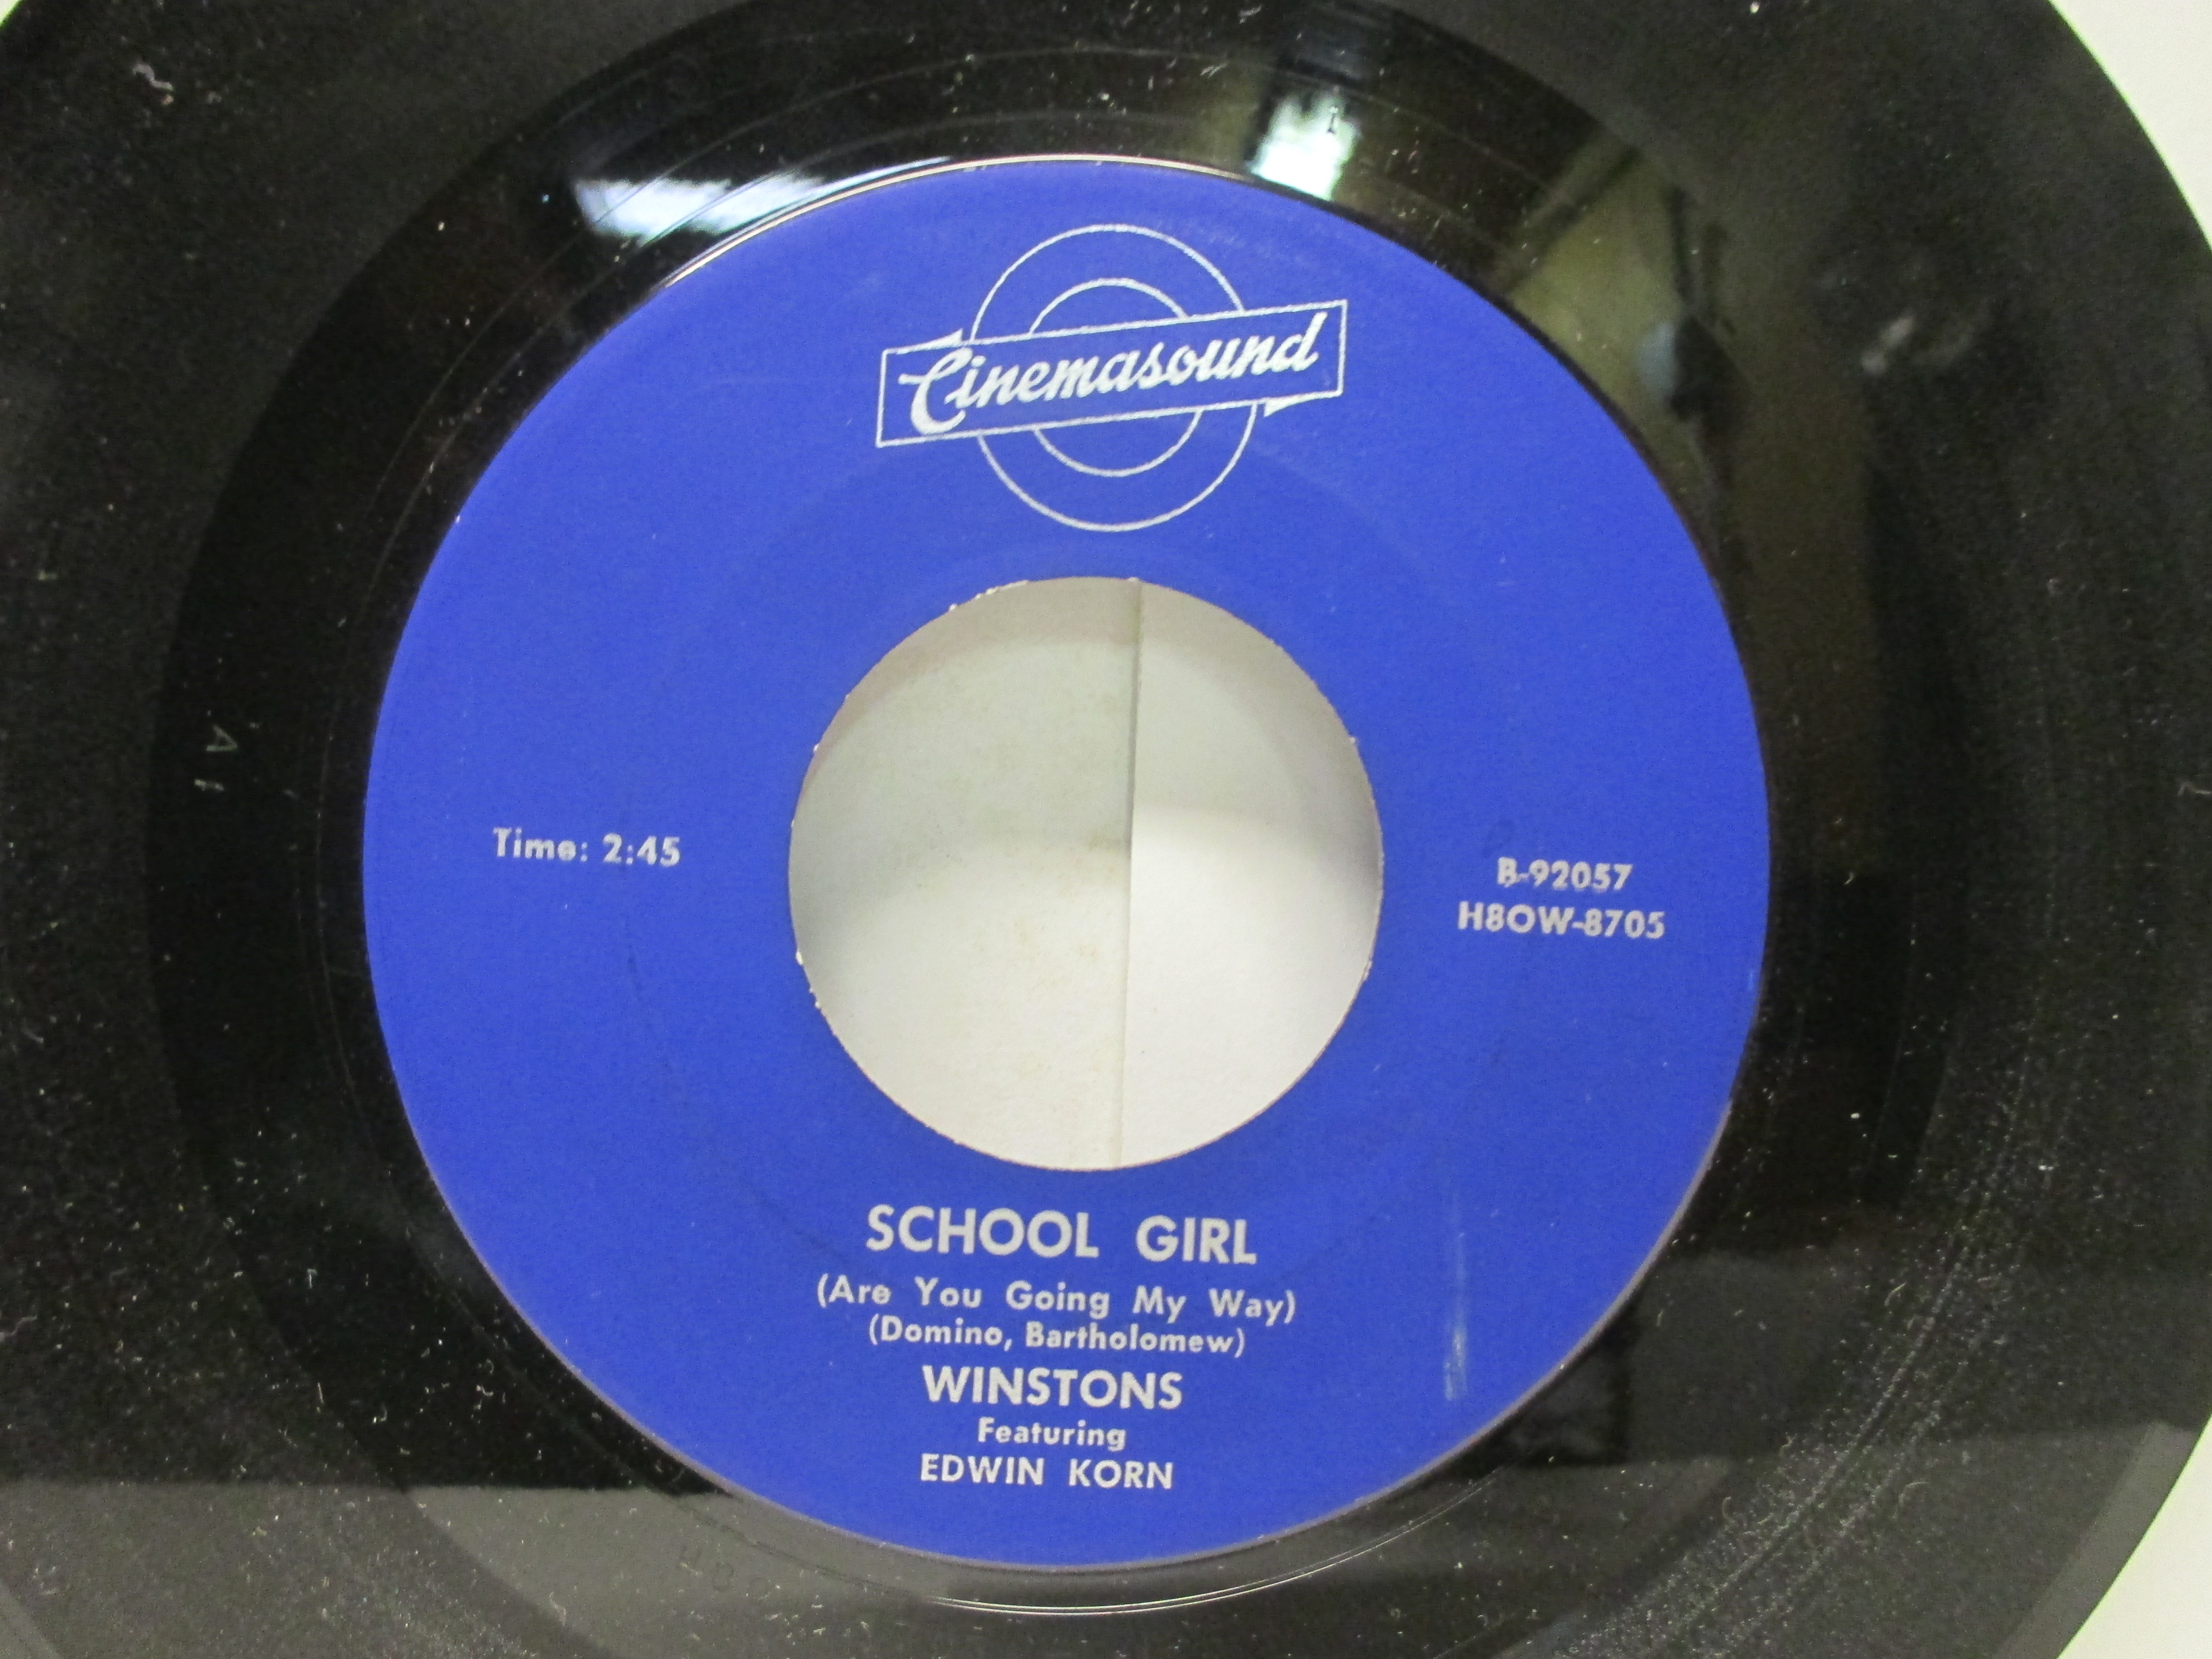 Cinemasound
Time: 2:45
B-92057
H8OW-8705
SCHOOL GIRL
(Are You Going My Way)
(Domino, Bartholomew)
WINSTONS
Featuring
EDWIN KORN